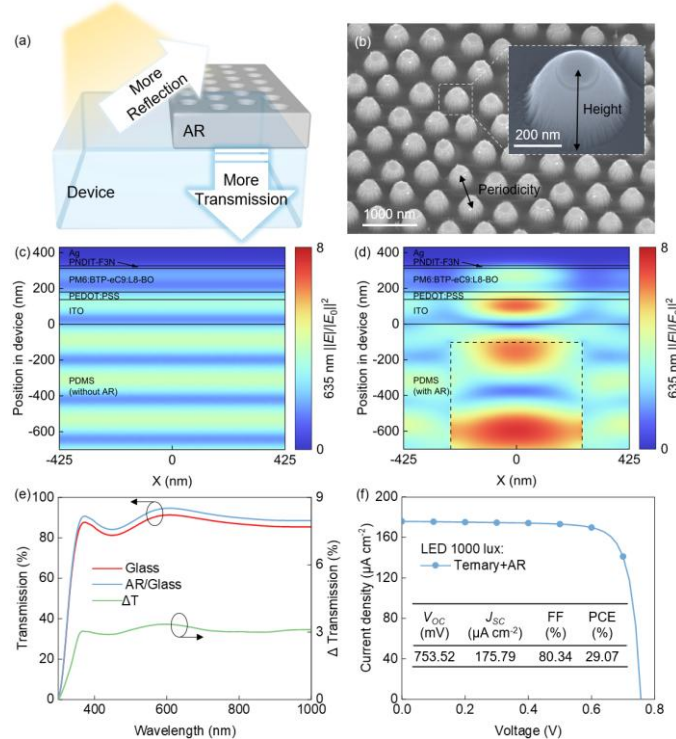 (a)
More
Reflection
AR
Device
More
Transmission
(b)
Height
200 nm
Periodicity
1000 nm
(c)
Position in device (nm)
400
200
0
-200
-400
-600
Ag
PNDIT-F3N
PM6:BTP-eC9:L8-BO
PEDOT:PSS
ITO
PDMS
(without AR)
-425
0
425
X (nm)
8
0
635 nm ||E|/|E₀||²
(d)
Position in device (nm)
400
200
0
-200
-400
-600
Ag
PNDIT-F3N
PM6:BTP-eC9:L8-BO
PEDOT:PSS
ITO
PDMS
(with AR)
-425
0
425
X (nm)
8
0
635 nm ||E|/|E₀||²
(e)
Transmission (%)
100
80
60
40
20
0
Glass
AR/Glass
ΔT
9
6
3
0
Δ Transmission (%)
400
600
800
1000
Wavelength (nm)
(f)
Current density (μA cm⁻²)
200
160
120
80
40
0
LED 1000 lux:
Ternary+AR
V_OC J_SC FF PCE
(mV) (μA cm⁻²) (%) (%)
753.52 175.79 80.34 29.07
0.0
0.2
0.4
0.6
0.8
Voltage (V)